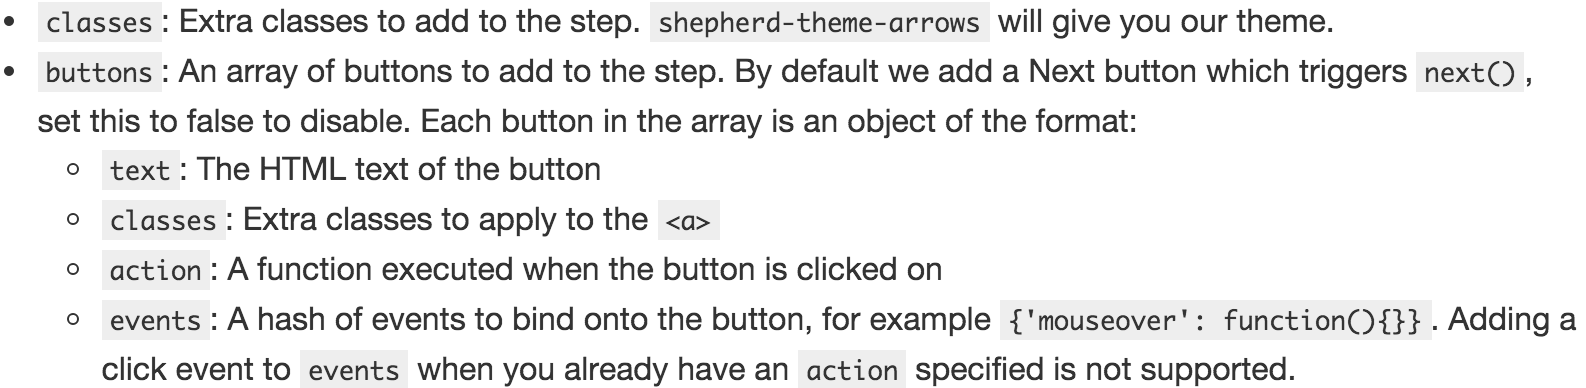 • classes: Extra classes to add to the step. shepherd-theme-arrows will give you our theme.
• buttons: An array of buttons to add to the step. By default we add a Next button which triggers next(),
set this to false to disable. Each button in the array is an object of the format:
◦ text: The HTML text of the button
◦ classes: Extra classes to apply to the <a>
◦ action: A function executed when the button is clicked on
◦ events: A hash of events to bind onto the button, for example {'mouseover': function(){}}. Adding a
click event to events when you already have an action specified is not supported.